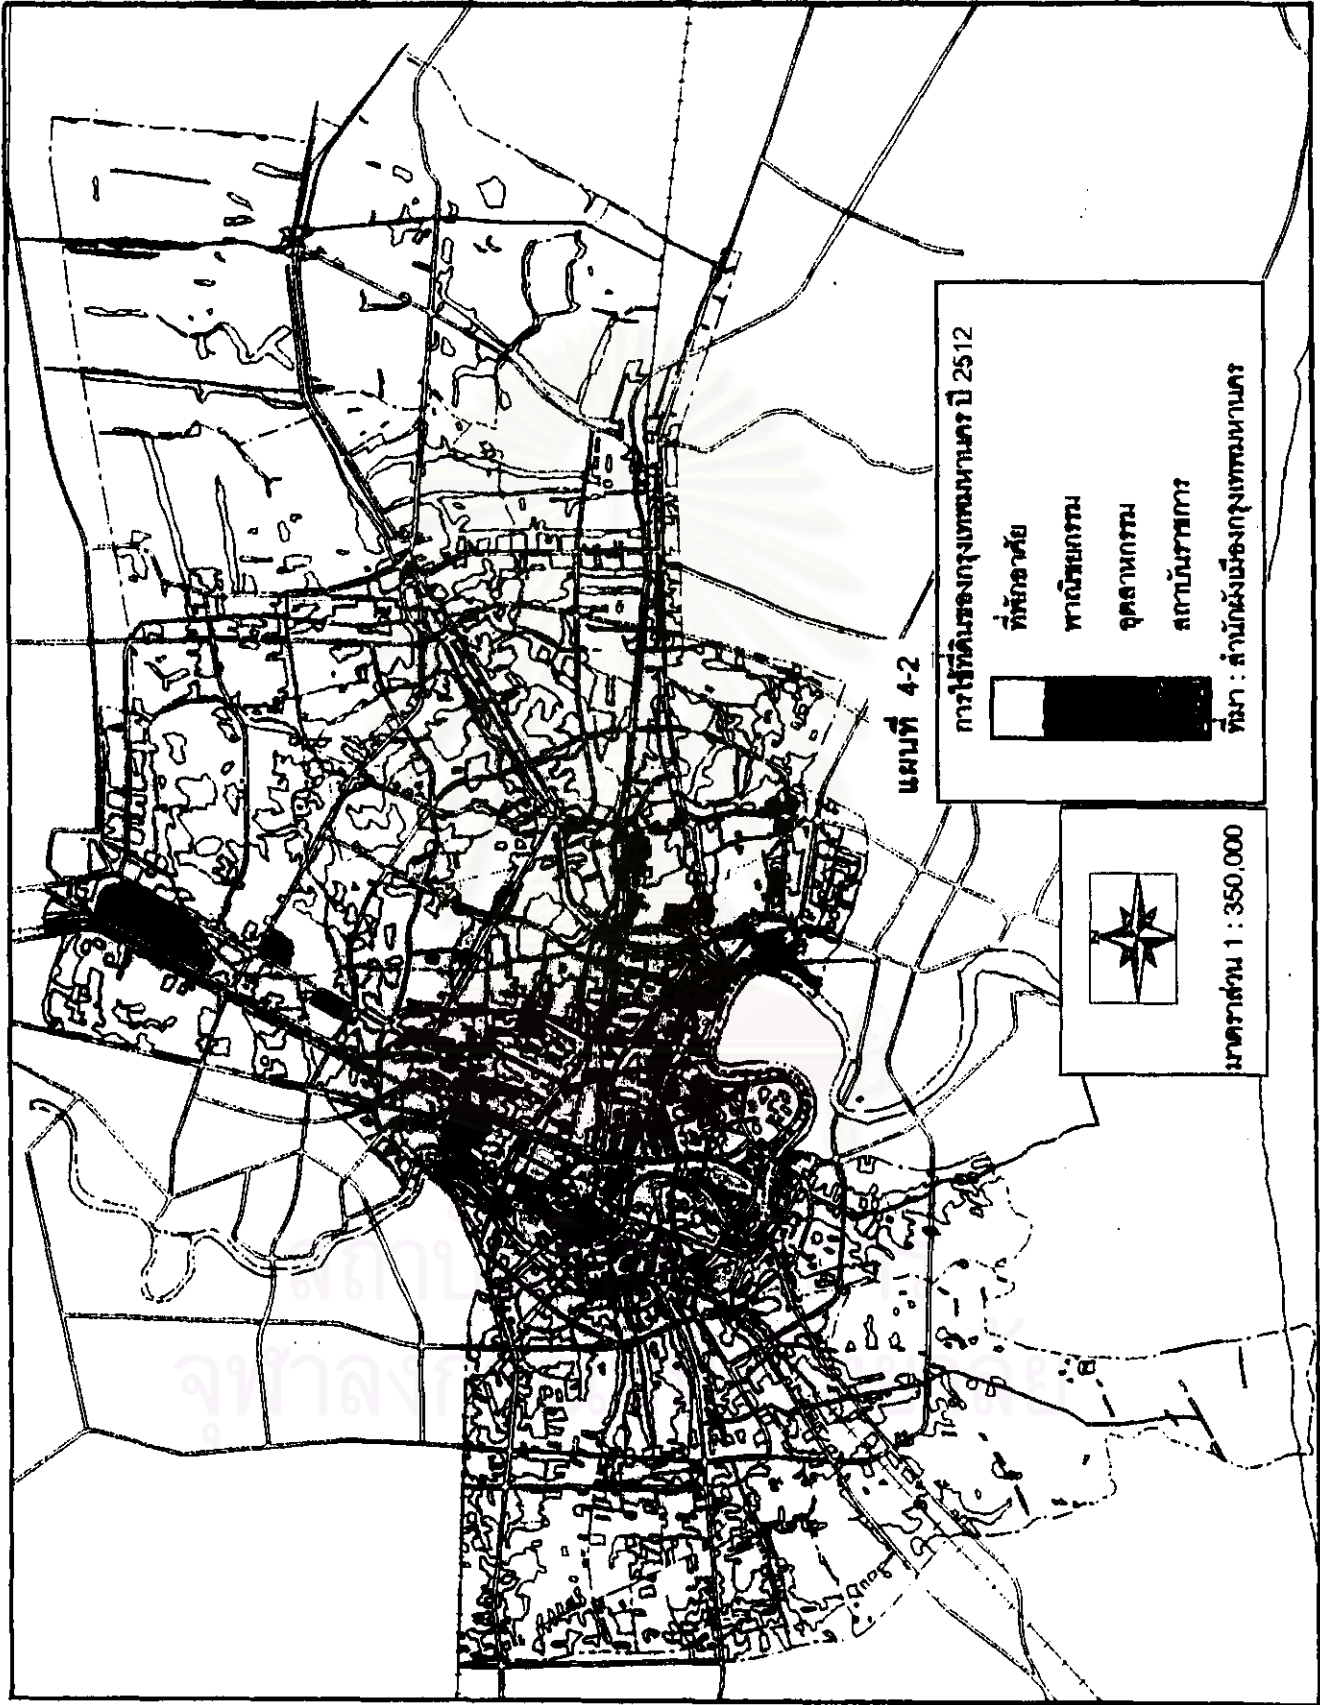 แผนที่ 4-2
การใช้ที่ดินของกรุงเทพมหานคร ปี 2512
ที่พักอาศัย
พาณิชยกรรม
อุตสาหกรรม
สถาบันราชการ
ที่มา : สำนักผังเมืองกรุงเทพมหานคร
มาตราส่วน 1 : 350,000